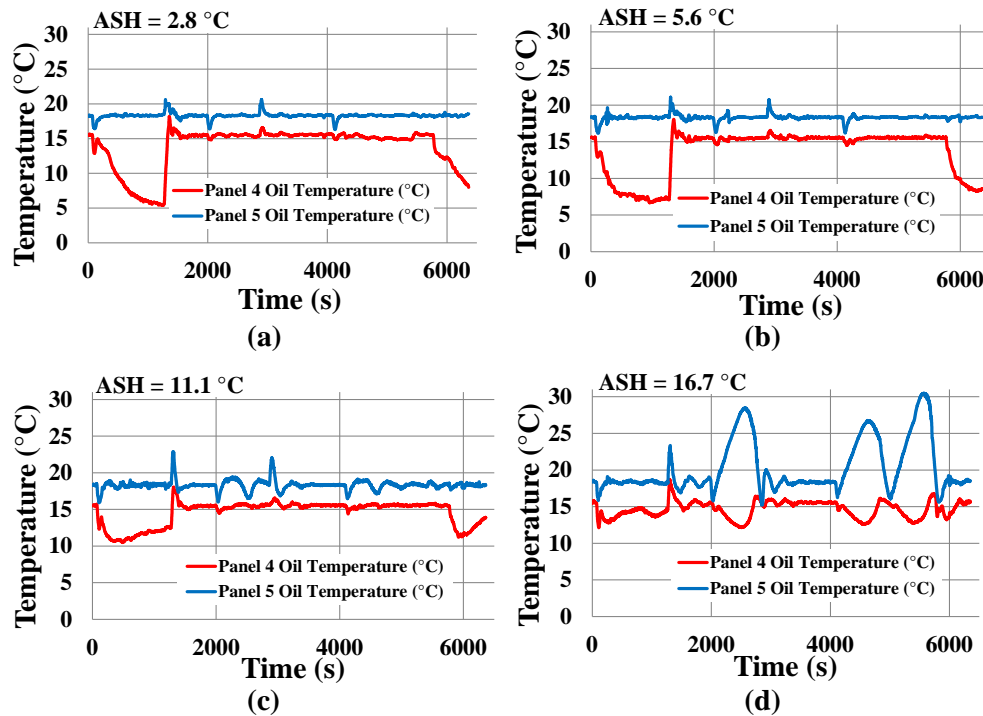 ASH = 2.8 °C
30
25
20
15
10
5
0
Temperature (°C)
Panel 4 Oil Temperature (°C)
Panel 5 Oil Temperature (°C)
0 2000 4000 6000
Time (s)
(a)
ASH = 5.6 °C
30
25
20
15
10
5
0
Temperature (°C)
Panel 4 Oil Temperature (°C)
Panel 5 Oil Temperature (°C)
0 2000 4000 6000
Time (s)
(b)
ASH = 11.1 °C
30
25
20
15
10
5
0
Temperature (°C)
Panel 4 Oil Temperature (°C)
Panel 5 Oil Temperature (°C)
0 2000 4000 6000
Time (s)
(c)
ASH = 16.7 °C
30
25
20
15
10
5
0
Temperature (°C)
Panel 4 Oil Temperature (°C)
Panel 5 Oil Temperature (°C)
0 2000 4000 6000
Time (s)
(d)